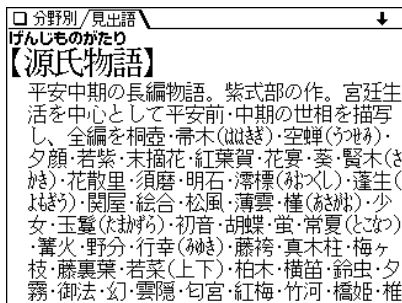 分野別/見出語
げんじものがたり
【源氏物語】
平安中期の長編物語。紫式部の作。宮廷生
活を中心として平安前・中期の世相を描写
し、全編を桐壺・帚木(ははきぎ)・空蝉(うつせみ)・
夕顔・若紫・末摘花・紅葉賀・花宴・葵・賢木(さ
かき)・花散里・須磨・明石・澪標(みおつくし)・蓬生(
よもぎう)・関屋・絵合・松風・薄雲・槿(あさがお)・少
女・玉鬘(たまかずら)・初音・胡蝶・蛍・常夏(とこなつ)
・篝火・野分・行幸(みゆき)・藤袴・真木柱・梅ヶ
枝・藤裏葉・若菜(上下)・柏木・横笛・鈴虫・夕
霧・御法・幻・雲隠・匂宮・紅梅・竹河・橋姫・椎